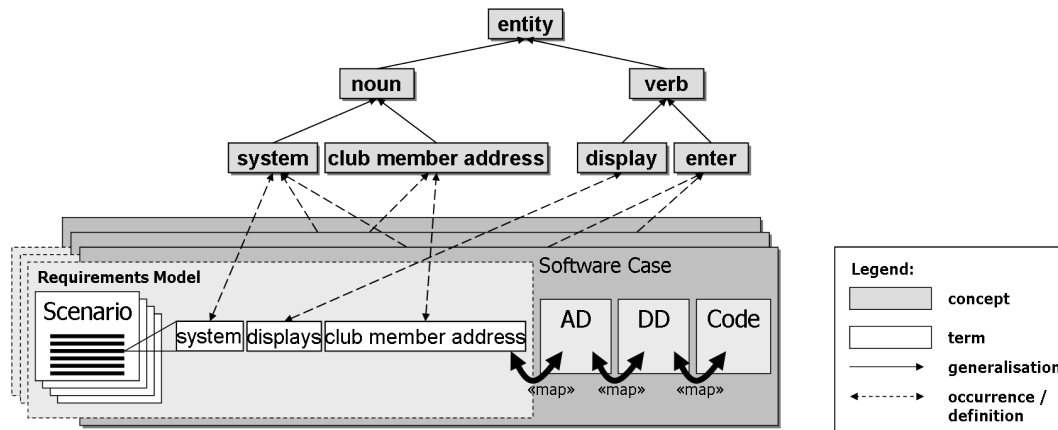 entity
noun
verb
system
club member address
display
enter
Requirements Model
Software Case
Scenario
system
displays
club member address
AD
DD
Code
«map»
«map»
«map»
Legend:
concept
term
generalisation
occurrence /
definition